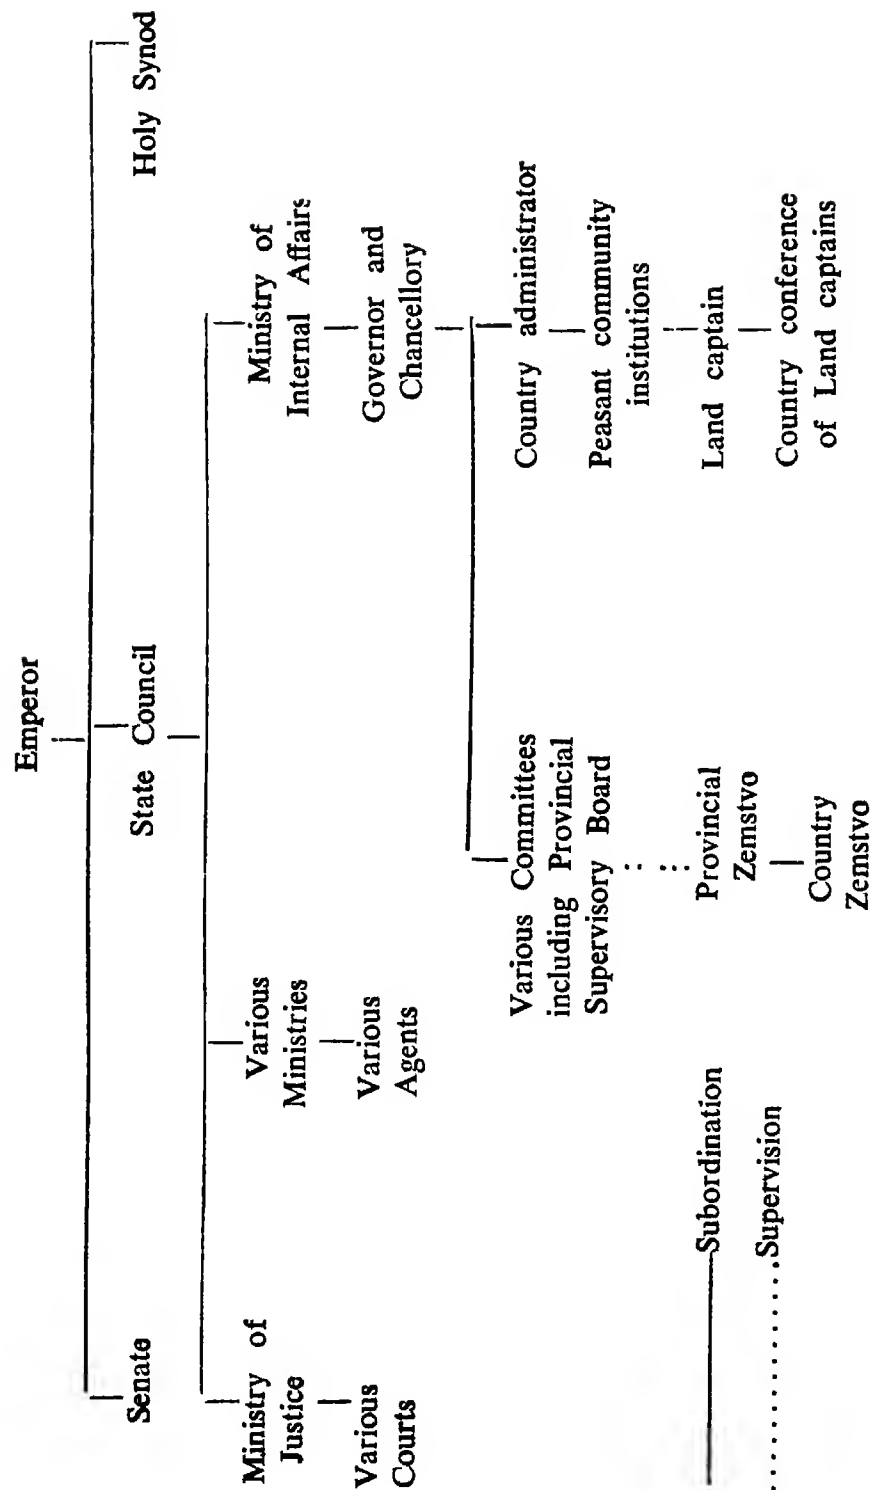 Emperor
Senate
State Council
Holy Synod
Ministry of
Justice
Various
Courts
Various
Ministries
Various
Agents
Ministry of
Internal Affairs
Governor and
Chancellory
Various Committees
including Provincial
Supervisory Board
Provincial
Zemstvo
Country
Zemstvo
Country administrator
Peasant community
institutions
Land captain
Country conference
of Land captains
Subordination
Supervision